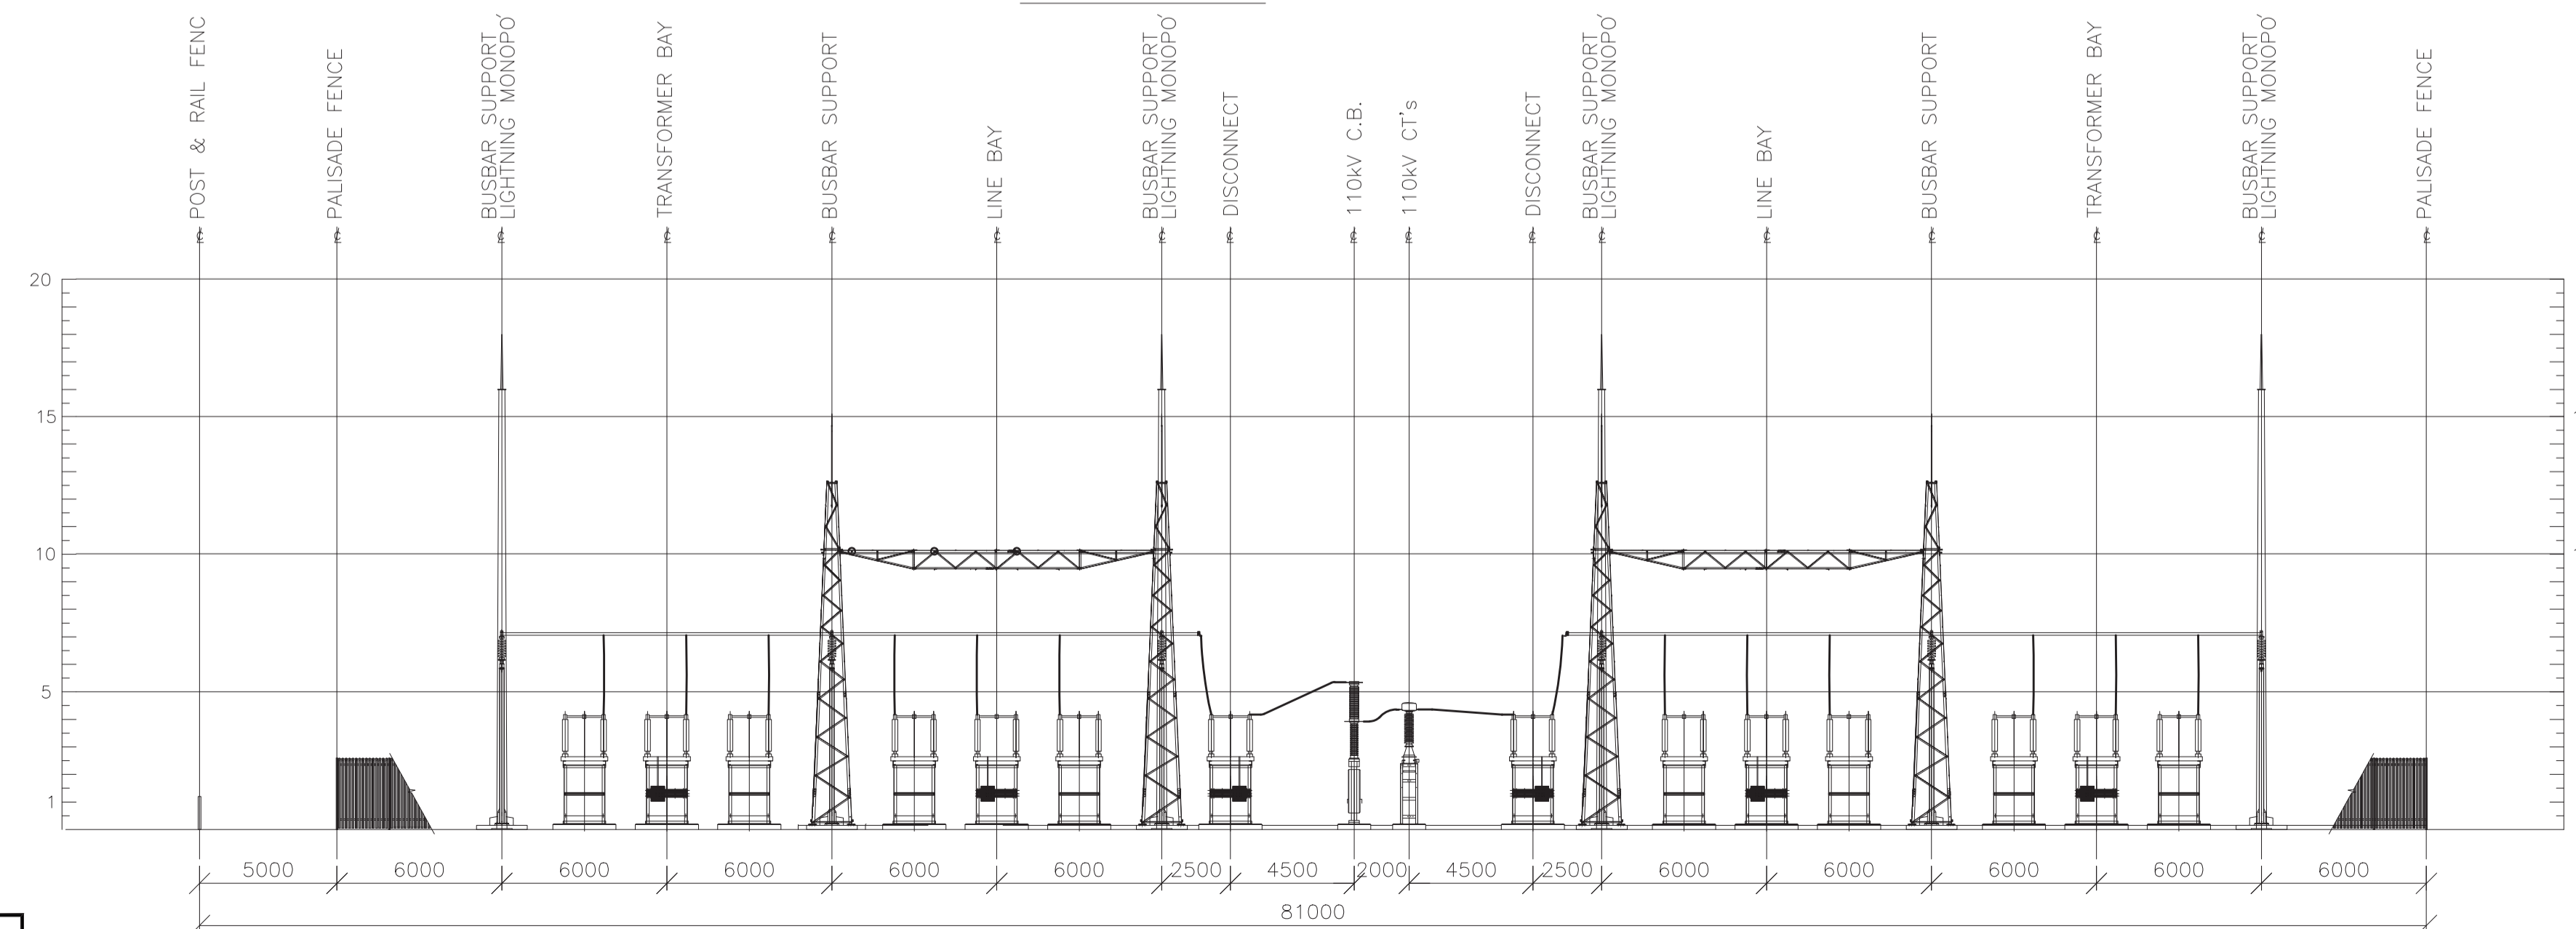 POST & RAIL FENC
PALISADE FENCE
BUSBAR SUPPORT
LIGHTNING MONOPO
TRANSFORMER BAY
BUSBAR SUPPORT
LINE BAY
BUSBAR SUPPORT
LIGHTNING MONOPO
DISCONNECT
110kV C.B.
110kV CT's
DISCONNECT
BUSBAR SUPPORT
LIGHTNING MONOPO
LINE BAY
BUSBAR SUPPORT
TRANSFORMER BAY
BUSBAR SUPPORT
LIGHTNING MONOPO
PALISADE FENCE
20
15
10
5
1
5000 6000 6000 6000 6000 6000 2500 4500 2000 4500 2500 6000 6000 6000 6000 6000
81000